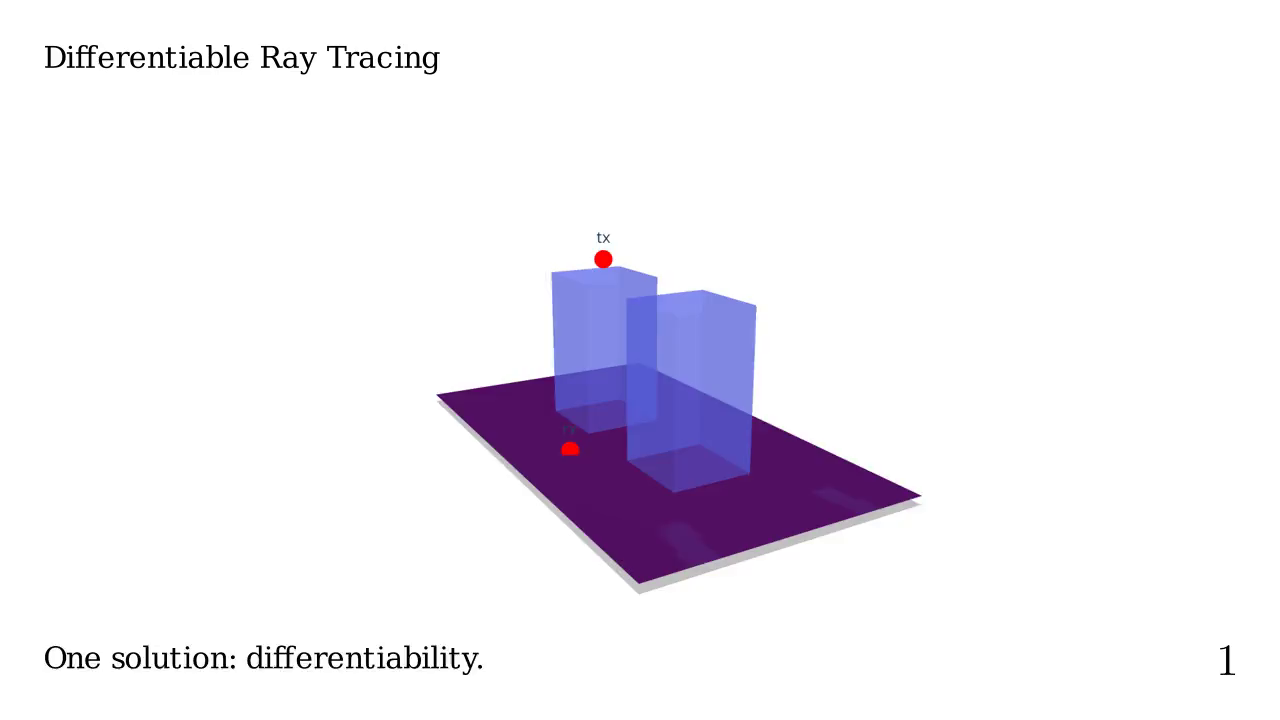 Differentiable Ray Tracing
tx
One solution: differentiability.
1